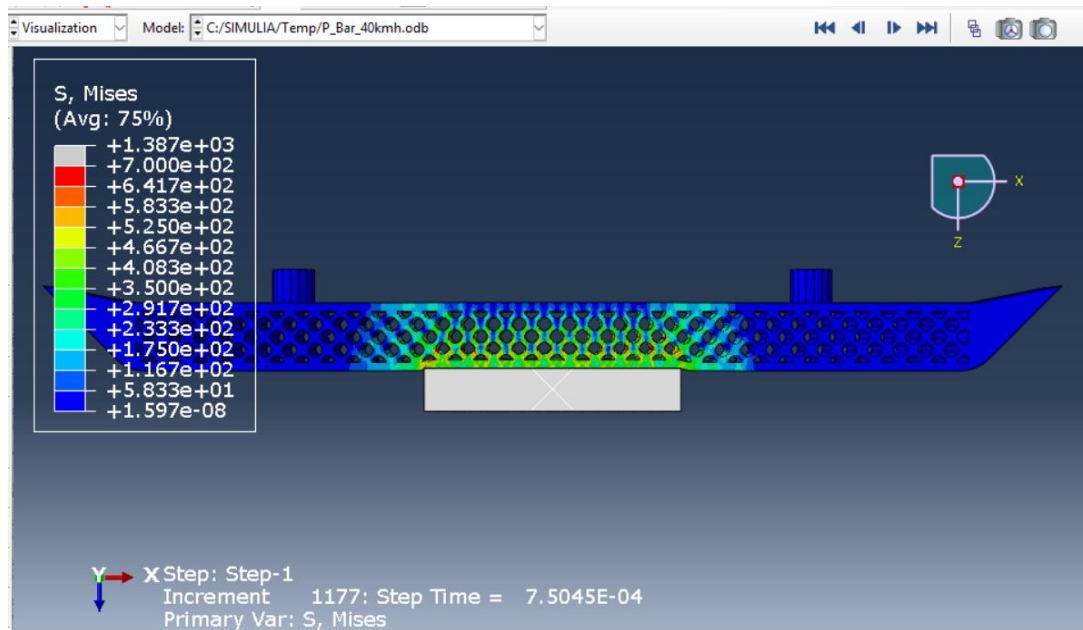 Visualization Model: C:/SIMULIA/Temp/P_Bar_40kmh.odb
S, Mises
(Avg: 75%)
+1.387e+03
+7.000e+02
+6.417e+02
+5.833e+02
+5.250e+02
+4.667e+02
+4.083e+02
+3.500e+02
+2.917e+02
+2.333e+02
+1.750e+02
+1.167e+02
+5.833e+01
+1.597e-08
X
Z
Y X Step: Step-1
Increment 1177: Step Time = 7.5045E-04
Primary Var: S, Mises